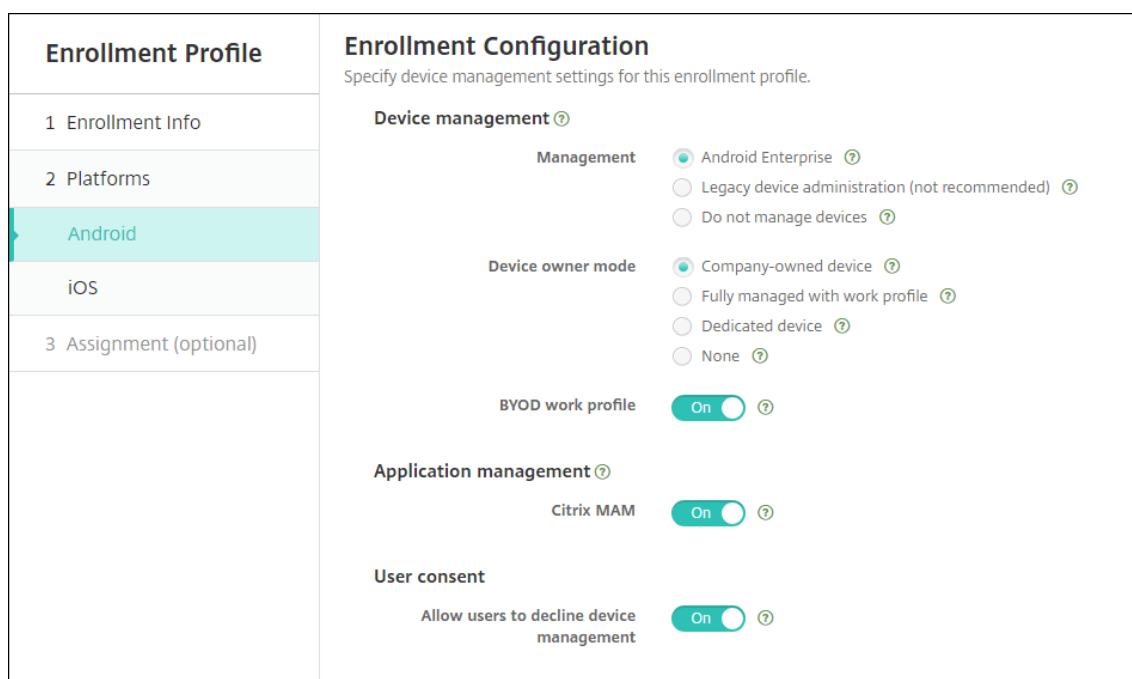 Enrollment Profile
1 Enrollment Info
2 Platforms
Android
iOS
3 Assignment (optional)
Enrollment Configuration
Specify device management settings for this enrollment profile.
Device management ?
Management
Android Enterprise ?
Legacy device administration (not recommended) ?
Do not manage devices ?
Device owner mode
Company-owned device ?
Fully managed with work profile ?
Dedicated device ?
None ?
BYOD work profile
On ?
Application management ?
Citrix MAM
On ?
User consent
Allow users to decline device
management
On ?